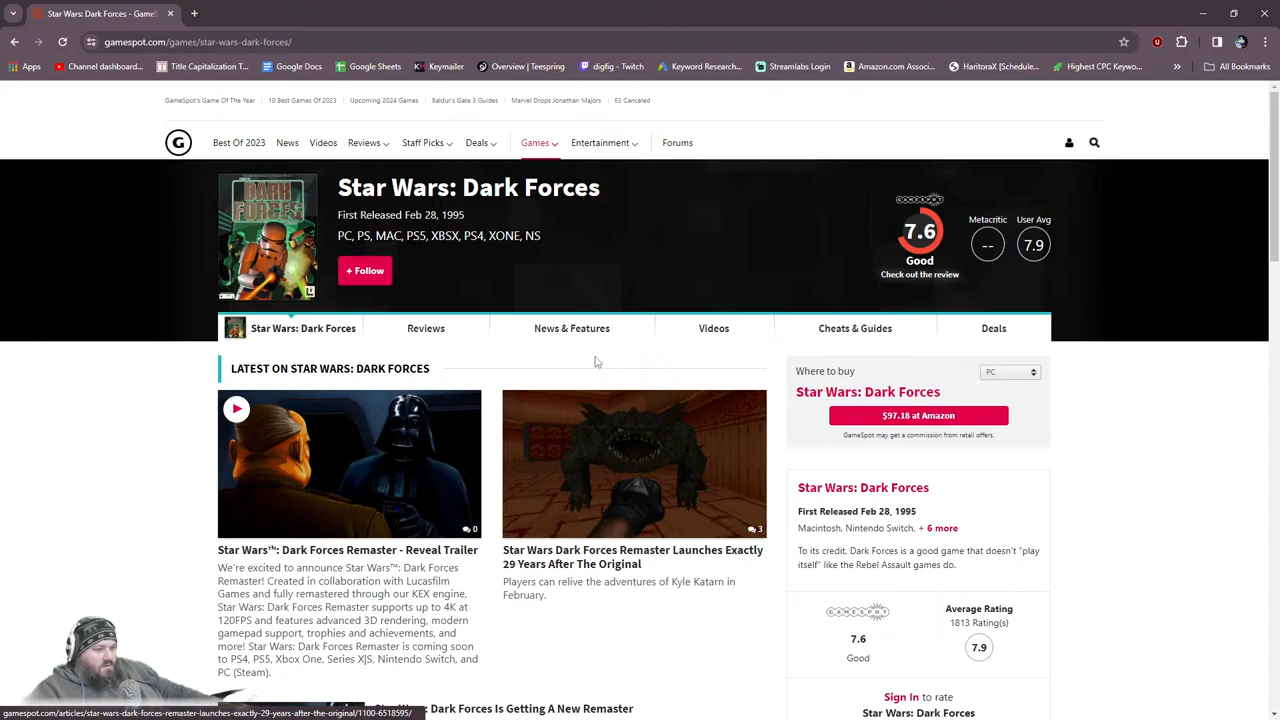 Star Wars: Dark Forces - GameS
gamespot.com/games/star-wars-dark-forces/
Apps
Channel dashboard...
Title Capitalization T...
Google Docs
Google Sheets
Keymailer
Overview | Teespring
digfig - Twitch
Keyword Research...
Streamlabs Login
Amazon.com Associ...
HaritoraX [Schedule...
Highest CPC Keywo...
»
All Bookmarks
GameSpot's Game Of The Year
10 Best Games Of 2023
Upcoming 2024 Games
Baldur's Gate 3 Guides
Marvel Drops Jonathan Majors
E3 Canceled
G
Best Of 2023
News
Videos
Reviews
Staff Picks
Deals
Games
Entertainment
Forums
DARK
FORCES
Star Wars: Dark Forces
First Released Feb 28, 1995
PC, PS, MAC, PS5, XBSX, PS4, XONE, NS
+ Follow
GAMESPOT
7.6
Good
Check out the review
Metacritic
--
User Avg
7.9
Star Wars: Dark Forces
Reviews
News & Features
Videos
Cheats & Guides
Deals
LATEST ON STAR WARS: DARK FORCES
0
Star Wars™: Dark Forces Remaster - Reveal Trailer
We're excited to announce Star Wars™: Dark Forces
Remaster! Created in collaboration with Lucasfilm
Games and fully remastered through our KEX engine,
Star Wars: Dark Forces Remaster supports up to 4K at
120FPS and features advanced 3D rendering, modern
gamepad support, trophies and achievements, and
more! Star Wars: Dark Forces Remaster is coming soon
to PS4, PS5, Xbox One, Series X|S, Nintendo Switch, and
PC (Steam).
3
Star Wars Dark Forces Remaster Launches Exactly
29 Years After The Original
Players can relive the adventures of Kyle Katarn in
February.
Dark Forces Is Getting A New Remaster
Where to buy
PC
Star Wars: Dark Forces
$97.18 at Amazon
GameSpot may get a commission from retail offers.
Star Wars: Dark Forces
First Released Feb 28, 1995
Macintosh, Nintendo Switch, + 6 more
To its credit. Dark Forces is a good game that doesn't "play
itself" like the Rebel Assault games do.
GAMESPOT
7.6
Good
Average Rating
1813 Rating(s)
7.9
Sign In to rate
Star Wars: Dark Forces
gamespot.com/articles/star-wars-dark-forces-remaster-launches-exactly-29-years-after-the-original/1100-6518595/